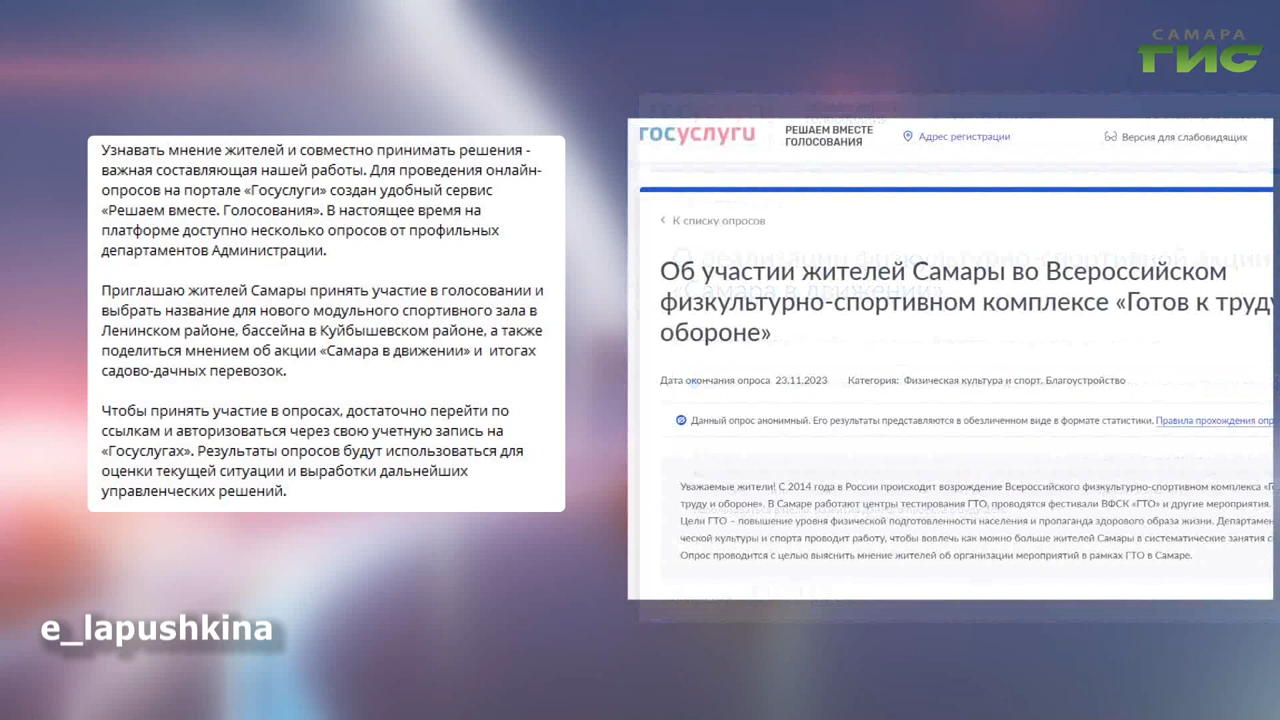 САМАРА
ГИС
Узнавать мнение жителей и совместно принимать решения -
важная составляющая нашей работы. Для проведения онлайн-
опросов на портале «Госуслуги» создан удобный сервис
«Решаем вместе. Голосования». В настоящее время на
платформе доступно несколько опросов от профильных
департаментов Администрации.
Приглашаю жителей Самары принять участие в голосовании и
выбрать название для нового модульного спортивного зала в
Ленинском районе, бассейна в Куйбышевском районе, а также
поделиться мнением об акции «Самара в движении» и итогах
садово-дачных перевозок.
Чтобы принять участие в опросах, достаточно перейти по
ссылкам и авторизоваться через свою учетную запись на
«Госуслугах». Результаты опросов будут использоваться для
оценки текущей ситуации и выработки дальнейших
управленческих решений.
e_lapushkina
госуслуги
РЕШАЕМ ВМЕСТЕ
ГОЛОСОВАНИЯ
Адрес регистрации
Версия для слабовидящих
К списку опросов
Об участии жителей Самары во Всероссийском
физкультурно-спортивном комплексе «Готов к труду
обороне»
Дата окончания опроса 23.11.2023 Категория: Физическая культура и спорт, Благоустройство
Данный опрос анонимный. Его результаты представляются в обезличенном виде в формате статистики. Правила прохождения опр
Уважаемые жители! С 2014 года в России происходит возрождение Всероссийского физкультурно-спортивного комплекса «Г
труду и обороне». В Самаре работают центры тестирования ГТО, проводятся фестивали ВФСК «ГТО» и другие мероприятия.
Цели ГТО – повышение уровня физической подготовленности населения и пропаганда здорового образа жизни. Департамен
ческой культуры и спорта проводит работу, чтобы вовлечь как можно больше жителей Самары в систематические занятия с
Опрос проводится с целью выяснить мнение жителей об организации мероприятий в рамках ГТО в Самаре.